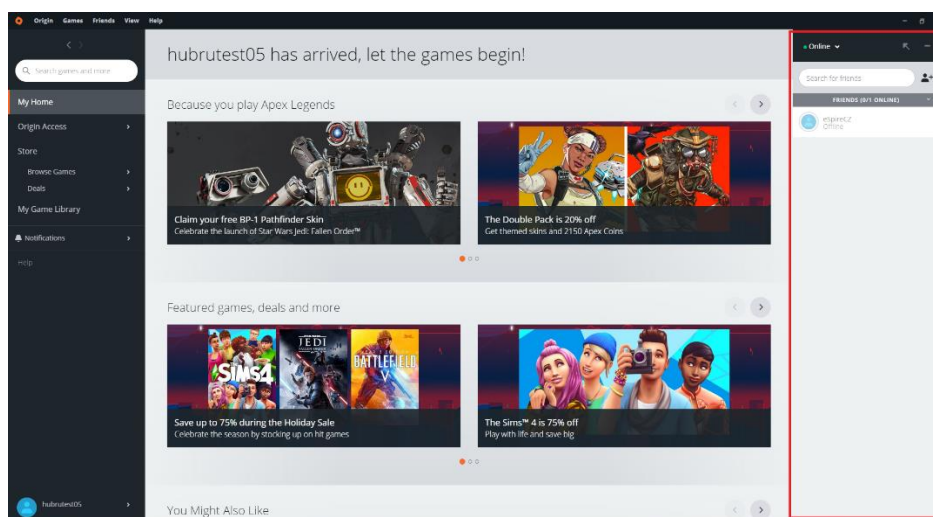 Origin Games Friends View Help
Search games and more
My Home
Origin Access
Store
Browse Games
Deals
My Game Library
Notifications
Help
hubrutest05
hubrutest05 has arrived, let the games begin!
Because you play Apex Legends
Claim your free BP-1 Pathfinder Skin
Celebrate the launch of Star Wars Jedi: Fallen Order™
The Double Pack is 20% off
Get themed skins and 2150 Apex Coins
Featured games, deals and more
SIMS4
JEDI
BATTLEFIELD
V
Save up to 75% during the Holiday Sale
Celebrate the season by stocking up on hit games
The Sims™ 4 is 75% off
Play with life and save big
You Might Also Like
Online
Search for friends
FRIENDS (0/1 ONLINE)
eSpireCZ
Offline